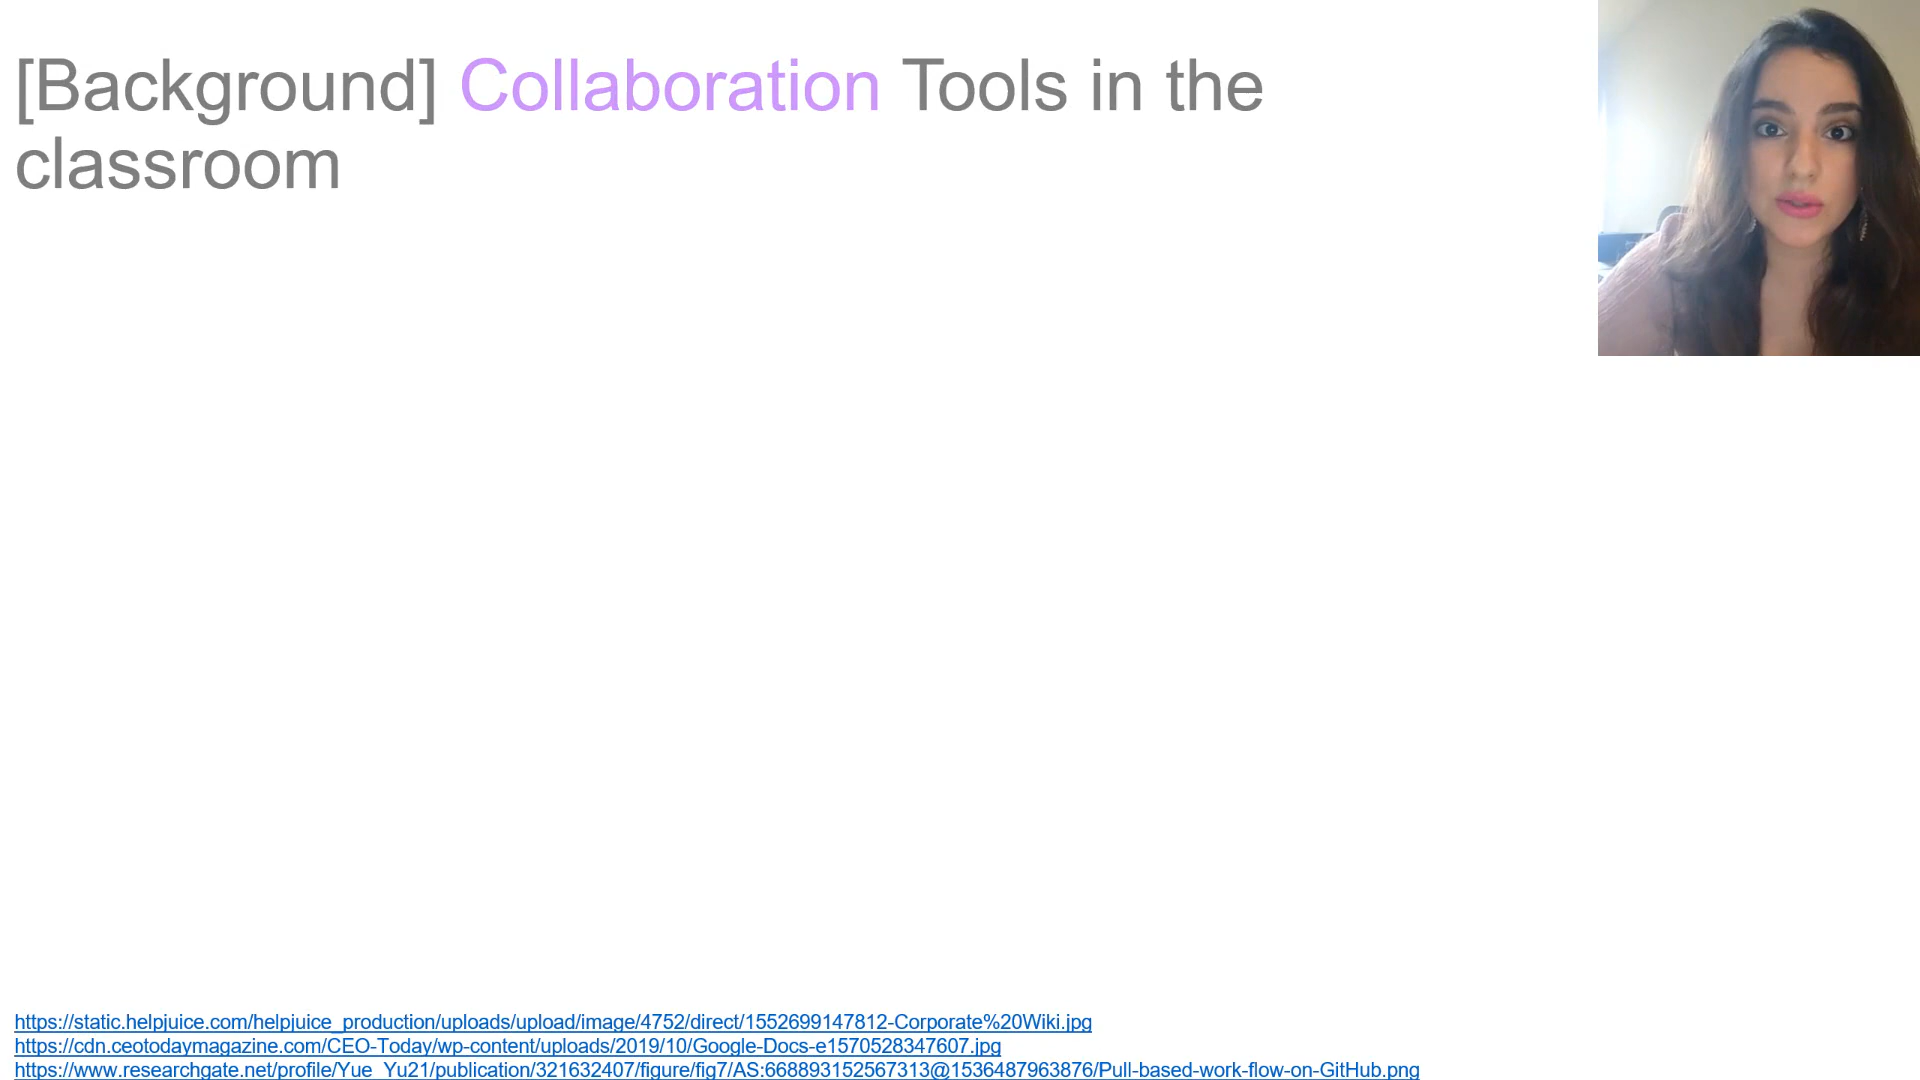 [Background] Collaboration Tools in the
classroom
https://static.helpjuice.com/helpjuice_production/uploads/upload/image/4752/direct/1552699147812-Corporate%20Wiki.jpg
https://cdn.ceotodaymagazine.com/CEO-Today/wp-content/uploads/2019/10/Google-Docs-e1570528347607.jpg
https://www.researchgate.net/profile/Yue_Yu21/publication/321632407/figure/fig7/AS:668893152567313@1536487963876/Pull-based-work-flow-on-GitHub.png